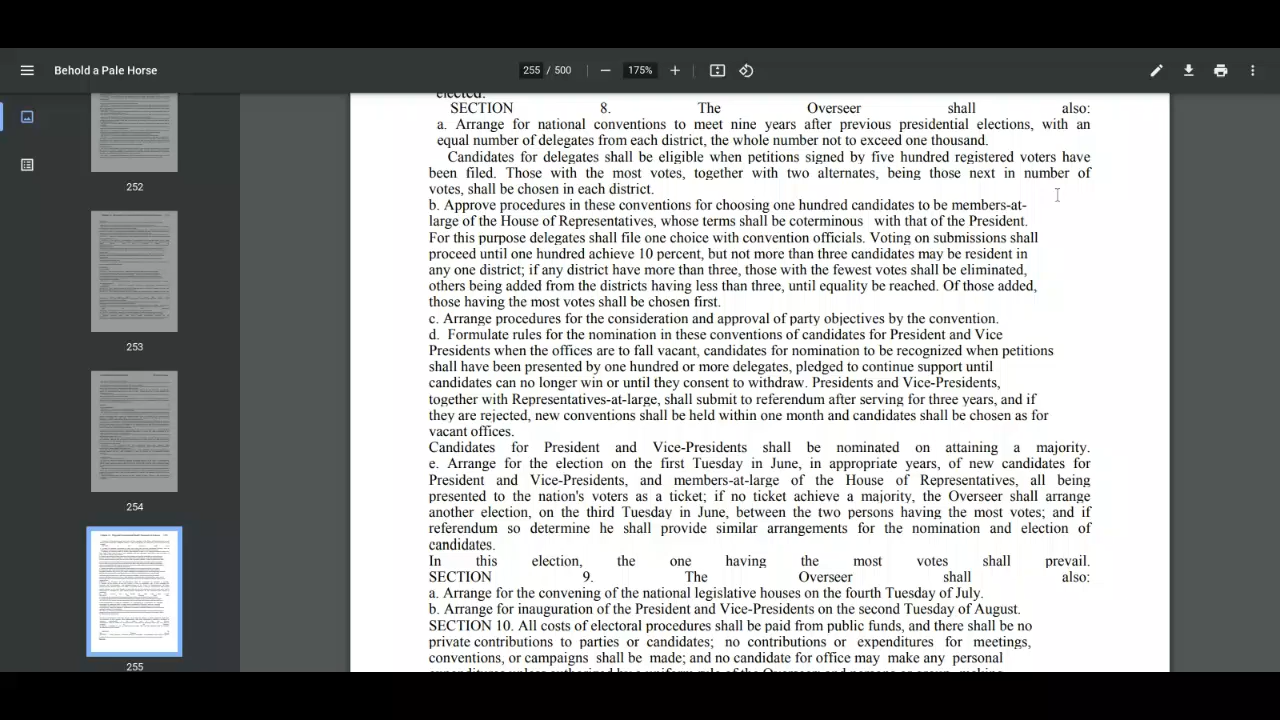 Behold a Pale Horse
255 / 500
175%
252
253
254
255
elected.
SECTION 8. The Overseer shall also:
a. Arrange for national conventions to meet nine years after previous presidential elections, with an
equal number of delegates from each district, the whole number not to exceed one thousand.
Candidates for delegates shall be eligible when petitions signed by five hundred registered voters have
been filed. Those with the most votes, together with two alternates, being those next in number of
votes, shall be chosen in each district.
b. Approve procedures in these conventions for choosing one hundred candidates to be members-at-
large of the House of Representatives, whose terms shall be coterminus with that of the president.
For this purpose delegates shall file one choice with convention officials. Voting on submissions shall
proceed until one hundred achieve 10 percent, but not more than three candidates may be resident in
any one district; if any district have more than three, those with the fewest votes shall be eliminated,
others being added from the districts having less than three, until equality be reached. Of those added,
those having the most votes shall be chosen first.
c. Arrange procedures for the consideration and approval of party objectives by the convention.
d. Formulate rules for the nomination in these conventions of candidates for President and Vice
Presidents when the offices are to fall vacant, candidates for nomination to be recognized when petitions
shall have been presented by one hundred or more delegates, pledged to continue support until
candidates can no longer win or until they consent to withdraw. Presidents and Vice-Presidents,
together with Representatives-at-large, shall submit to referendum after serving for three years, and if
they are rejected, new conventions shall be held within one month and candidates shall be chosen as for
vacant offices.
Candidates for President and Vice-President shall be nominated on attaining a majority.
e. Arrange for the election on the first Tuesday in June, in appropriate years, of new candidates for
President and Vice-Presidents, and members-at-large of the House of Representatives, all being
presented to the nation's voters as a ticket; if no ticket achieve a majority, the Overseer shall arrange
another election, on the third Tuesday in June, between the two persons having the most votes; and if
referendum so determine he shall provide similar arrangements for the nomination and election of
candidates.
In this election, the one having the most votes shall prevail.
SECTION 9. The Overseer shall also:
a. Arrange for the convening of the national legislative houses on the fourth Tuesday of July.
b. Arrange for inauguration of the President and Vice-Presidents on the second Tuesday of August.
SECTION 10. All costs of electoral procedures shall be paid from public funds, and there shall be no
private contributions to parties or candidates; no contributions or expenditures for meetings,
conventions, or campaigns shall be made; and no candidate for office may make any personal